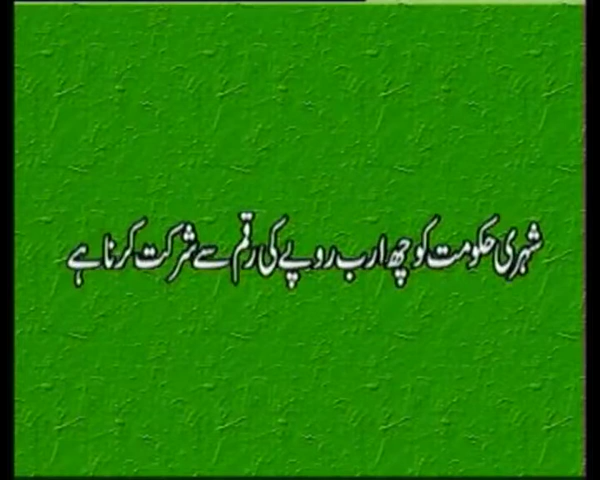 شہری حکومت کو چھ ارب روپے کی رقم سے شرکت کرنا ہے